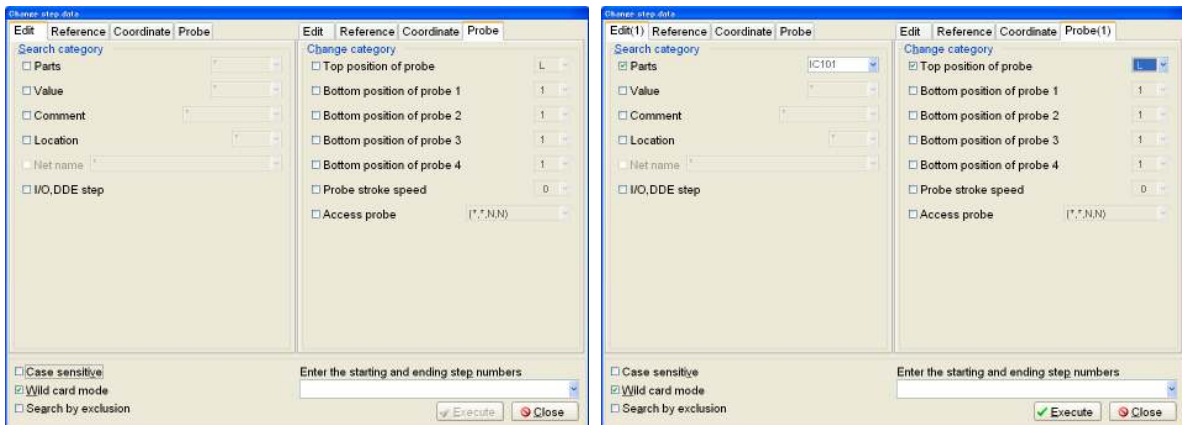 Change step data
Edit Reference Coordinate Probe
Search category
Parts *
Value *
Comment *
Location *
Net name *
I/O,DDE step
Edit Reference Coordinate Probe
Change category
Top position of probe L
Bottom position of probe 1 1
Bottom position of probe 2 1
Bottom position of probe 3 1
Bottom position of probe 4 1
Probe stroke speed 0
Access probe (*,*,N,N)
Case sensitive
Wild card mode
Search by exclusion
Enter the starting and ending step numbers
Execute Close
Change step data
Edit(1) Reference Coordinate Probe
Search category
Parts IC101
Value *
Comment *
Location *
Net name *
I/O,DDE step
Edit Reference Coordinate Probe(1)
Change category
Top position of probe L
Bottom position of probe 1 1
Bottom position of probe 2 1
Bottom position of probe 3 1
Bottom position of probe 4 1
Probe stroke speed 0
Access probe (*,*,N,N)
Case sensitive
Wild card mode
Search by exclusion
Enter the starting and ending step numbers
Execute Close